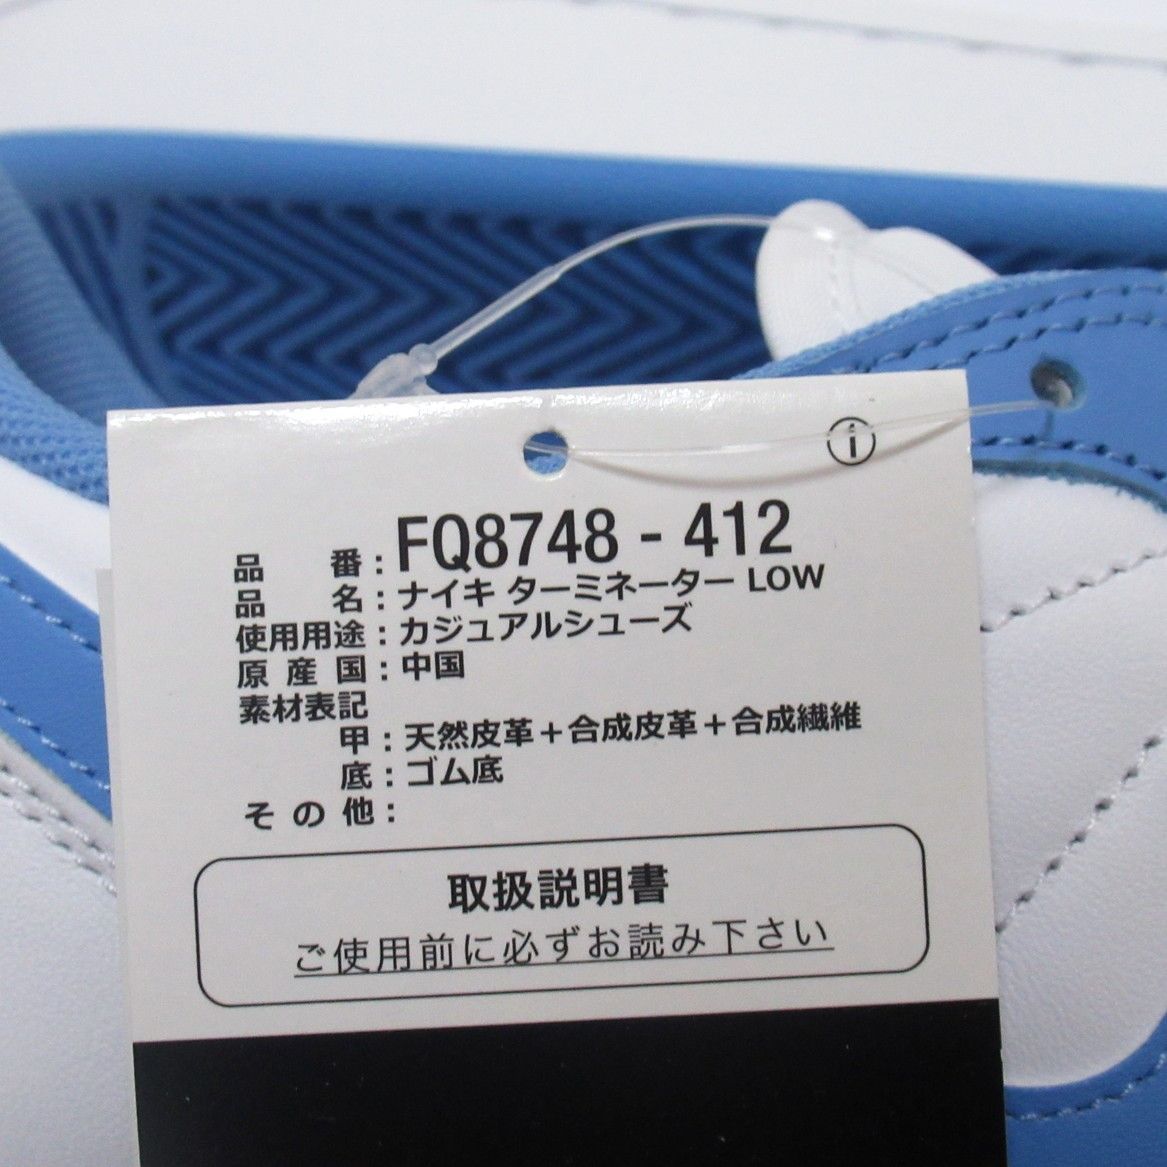 i
品番：FQ8748 - 412
品名：ナイキ ターミネーター LOW
使用用途：カジュアルシューズ
原産国：中国
素材表記
甲：天然皮革＋合成皮革＋合成繊維
底：ゴム底
その他：
取扱説明書
ご使用前に必ずお読み下さい